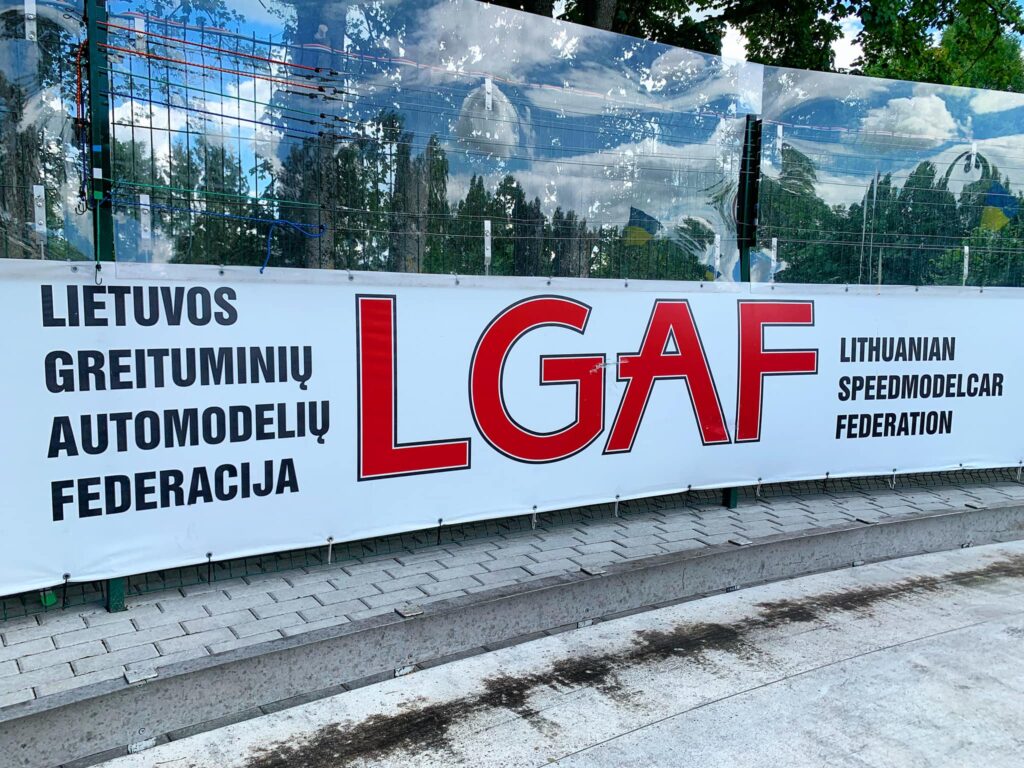 LIETUVOS
GREITUMINIŲ
AUTOMODELIŲ
FEDERACIJA
LGAF
LITHUANIAN
SPEEDMODELCAR
FEDERATION